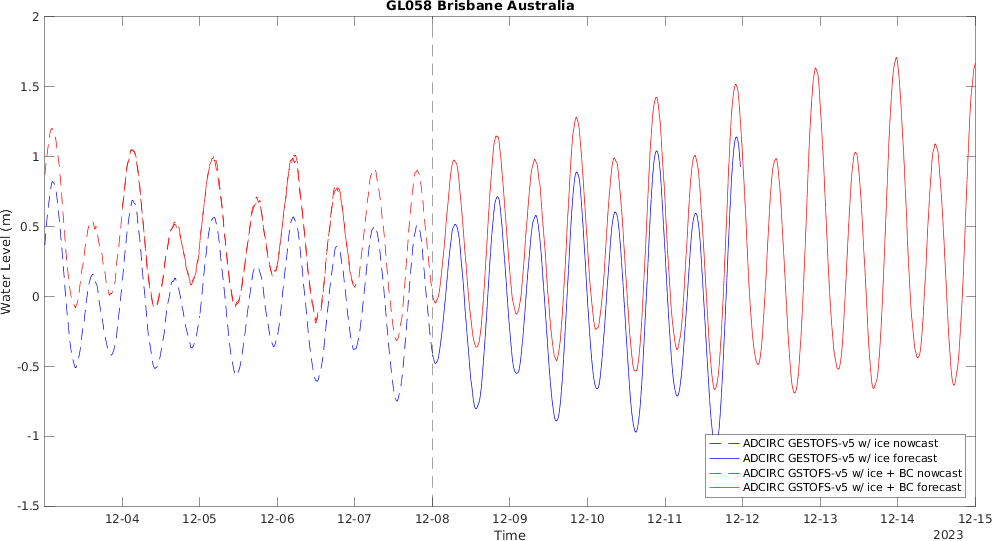 GL058 Brisbane Australia
2
1.5
1
0.5
0
-0.5
-1
-1.5
Water Level (m)
ADCIRC GESTOFS-v5 w/ ice nowcast
ADCIRC GESTOFS-v5 w/ ice forecast
ADCIRC GSTOFS-v5 w/ ice + BC nowcast
ADCIRC GSTOFS-v5 w/ ice + BC forecast
12-04 12-05 12-06 12-07 12-08 12-09 12-10 12-11 12-12 12-13 12-14 12-15
Time
2023